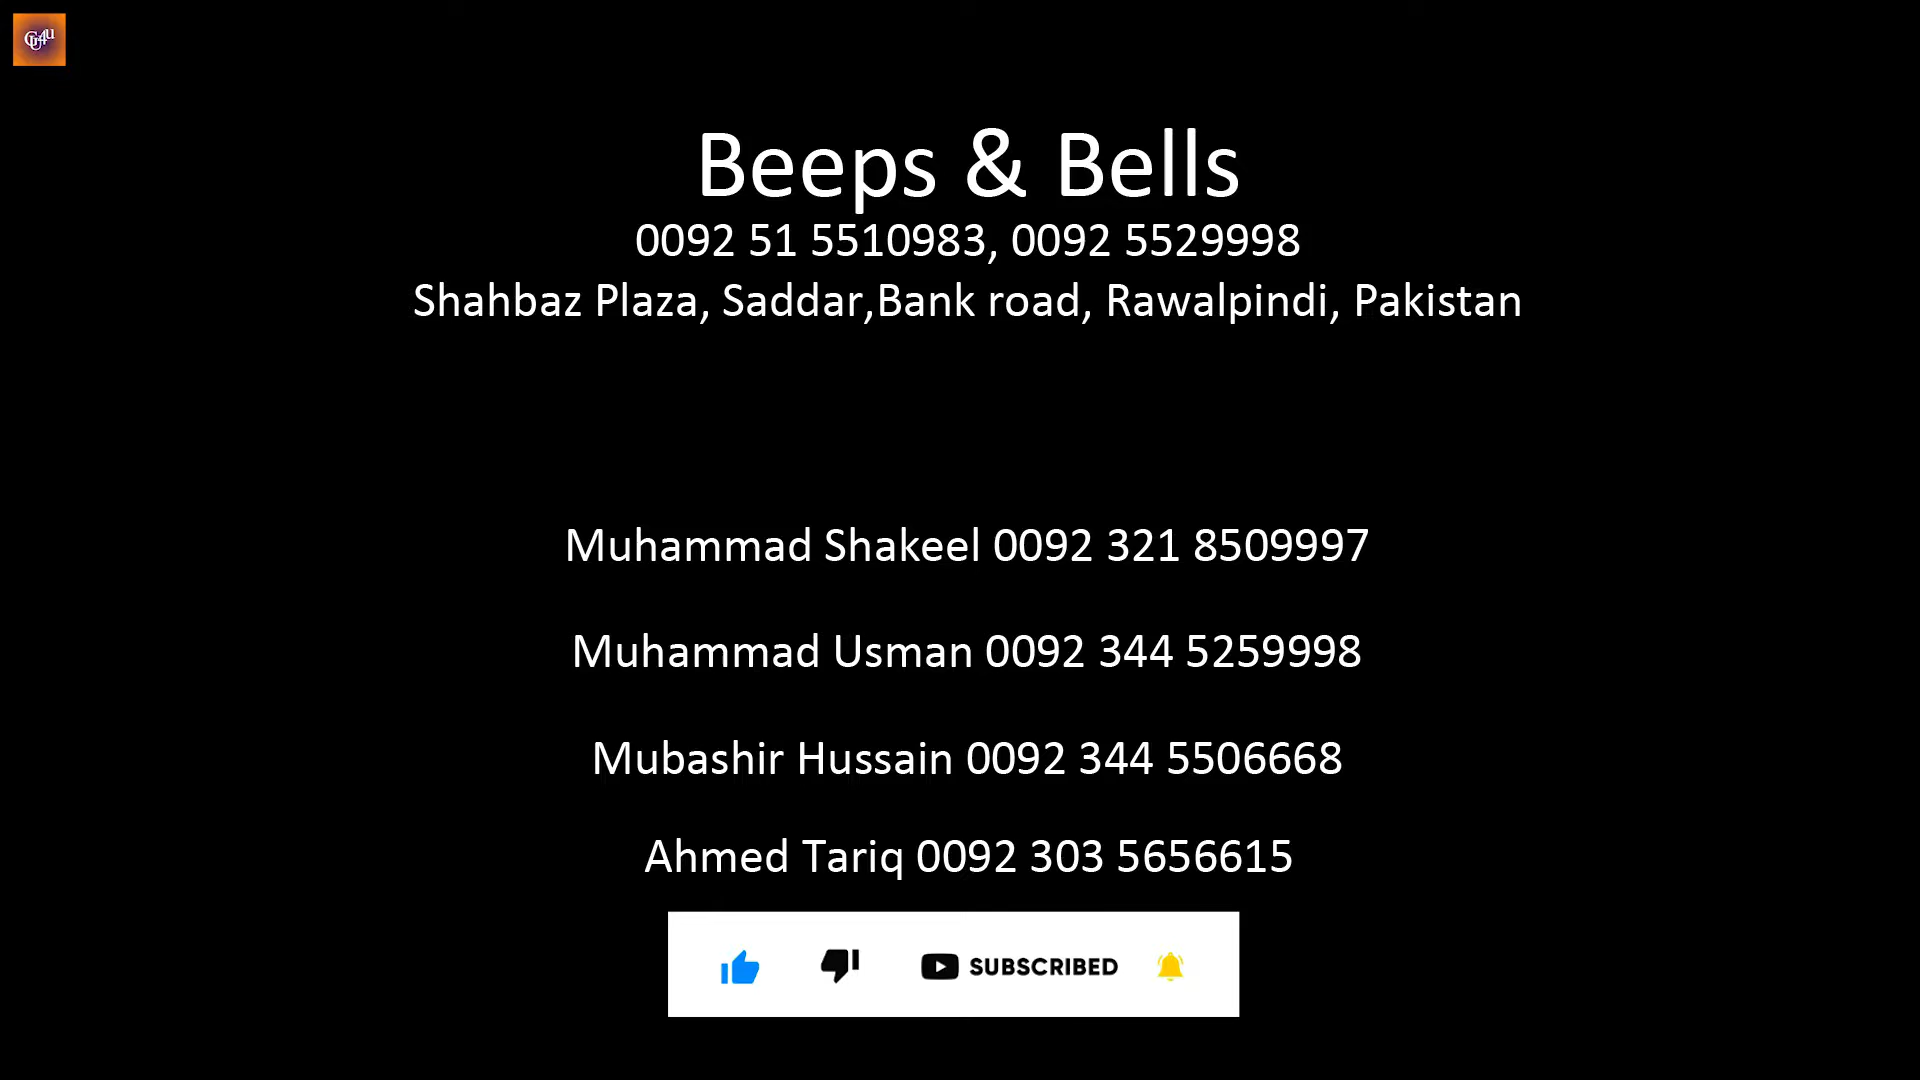 Beeps & Bells
0092 51 5510983, 0092 5529998
Shahbaz Plaza, Saddar,Bank road, Rawalpindi, Pakistan
Muhammad Shakeel 0092 321 8509997
Muhammad Usman 0092 344 5259998
Mubashir Hussain 0092 344 5506668
Ahmed Tariq 0092 303 5656615
SUBSCRIBED